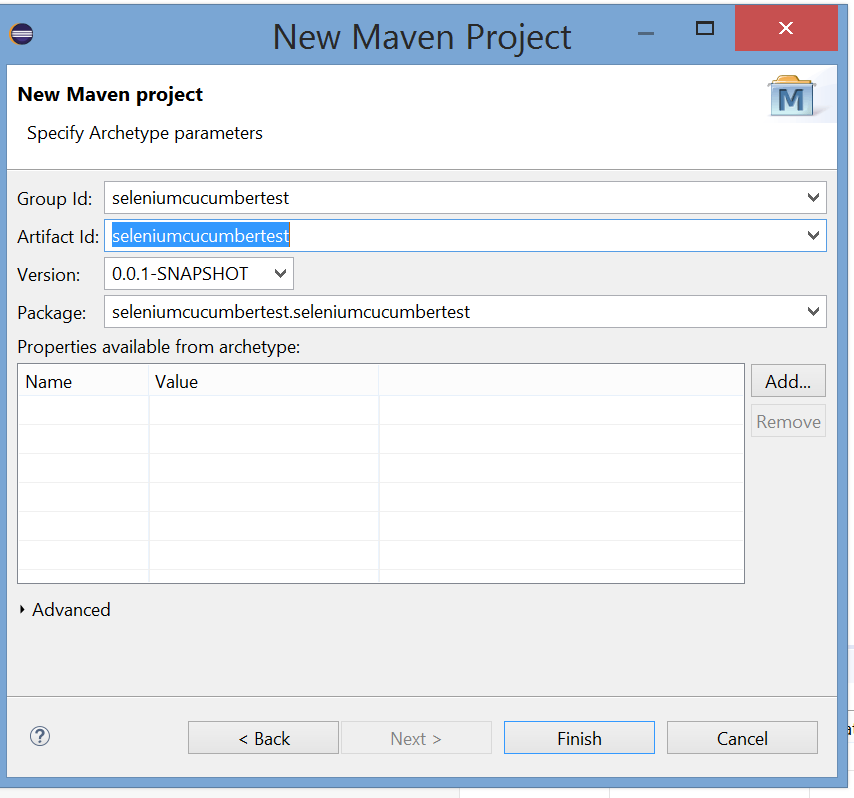 New Maven Project
New Maven project
M
Specify Archetype parameters
Group Id: seleniumcucumbertest
Artifact Id: seleniumcucumbertest
Version: 0.0.1-SNAPSHOT
Package: seleniumcucumbertest.seleniumcucumbertest
Properties available from archetype:
Name Value
Add...
Remove
Advanced
? < Back Next > Finish Cancel